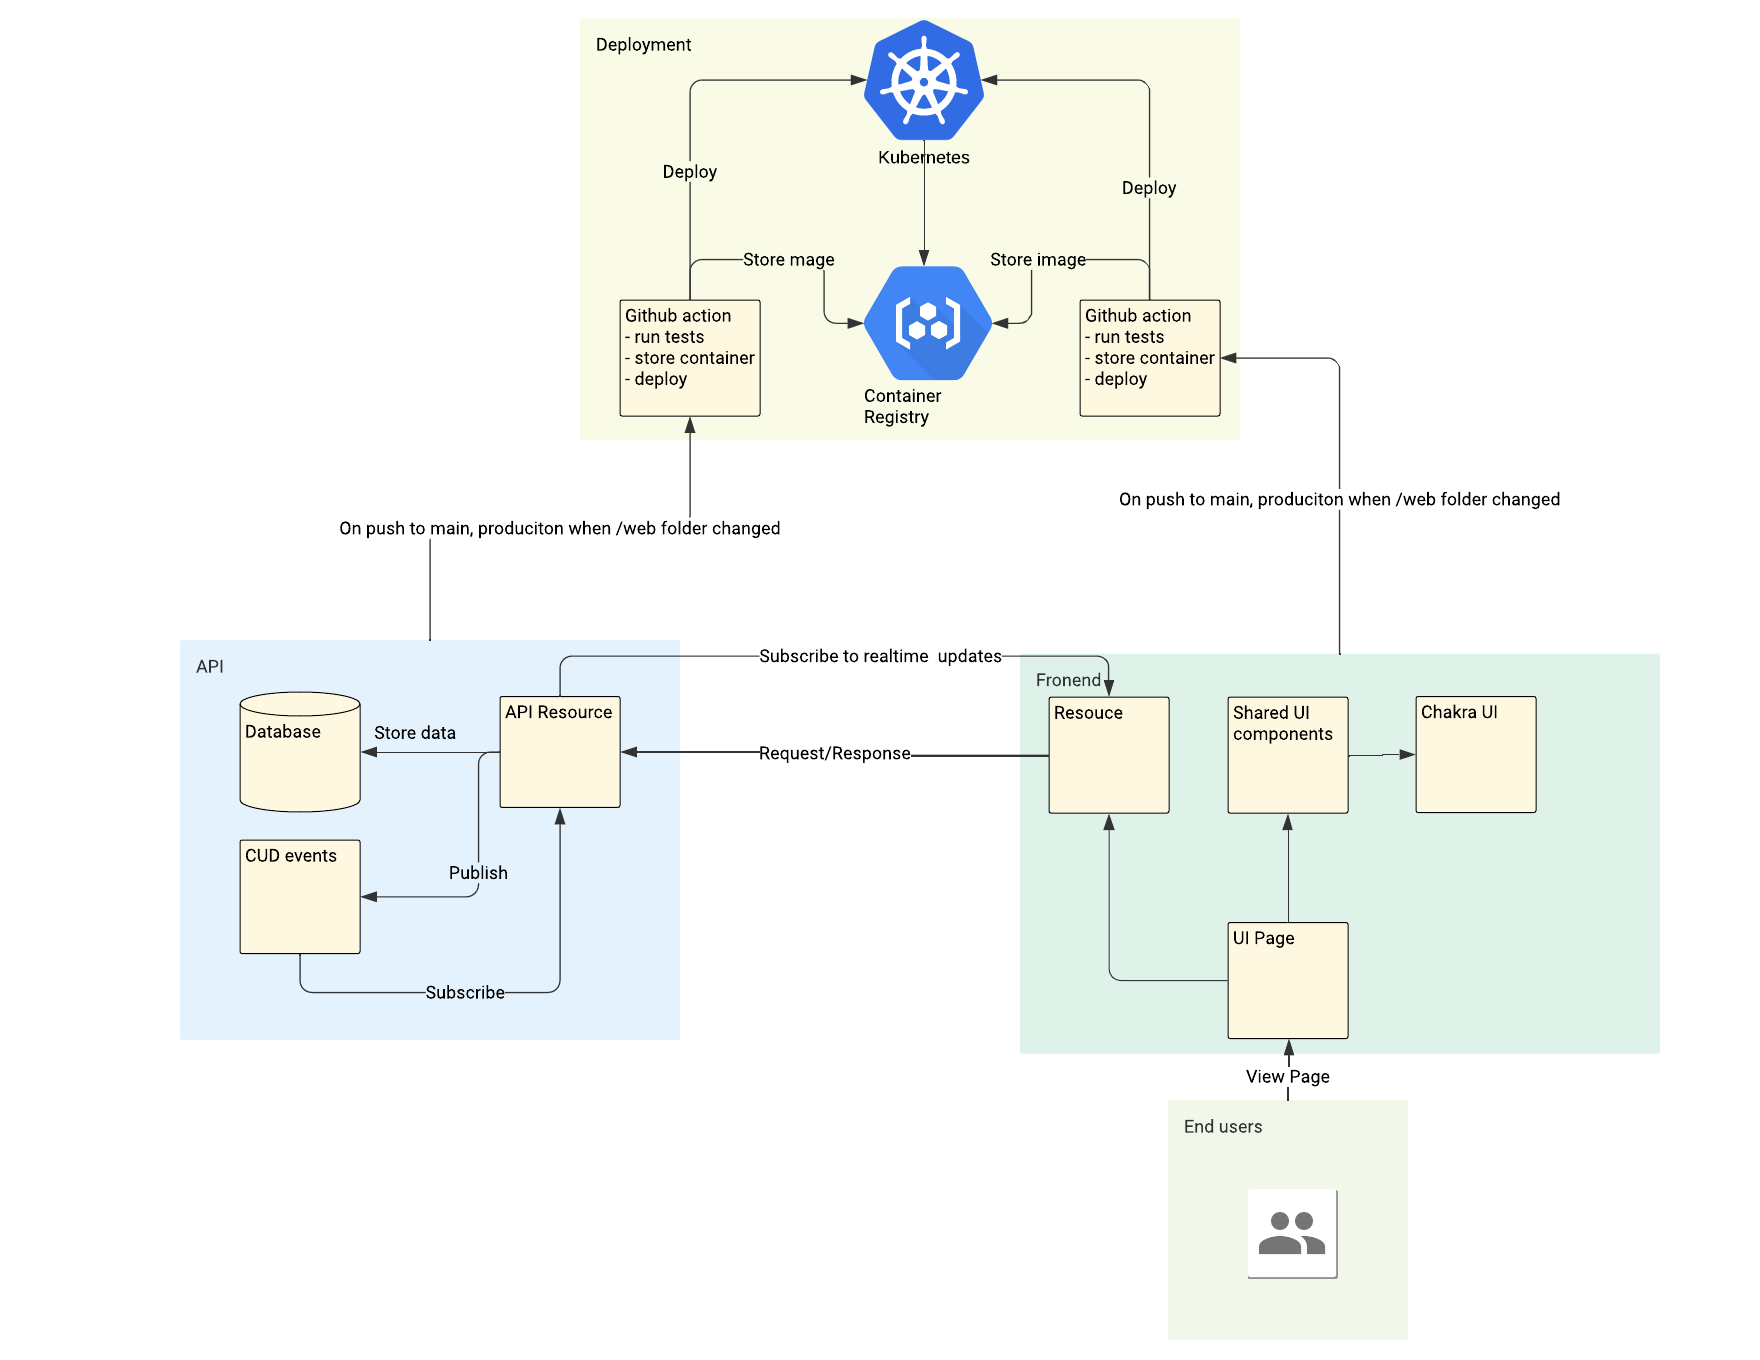 Deployment
Kubernetes
Deploy
Deploy
Store mage
Store image
Github action
- run tests
- store container
- deploy
Github action
- run tests
- store container
- deploy
Container
Registry
On push to main, produciton when /web folder changed
On push to main, produciton when /web folder changed
API
Subscribe to realtime  updates
Fronend
Database
Store data
API Resource
Request/Response
Resouce
Shared UI
components
Chakra UI
CUD events
Publish
Subscribe
UI Page
View Page
End users